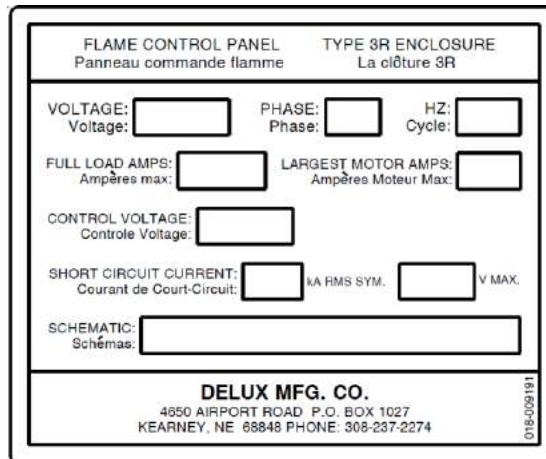 FLAME CONTROL PANEL TYPE 3R ENCLOSURE
Panneau commande flamme La clôture 3R
VOLTAGE: PHASE: HZ:
Voltage: Phase: Cycle:
FULL LOAD AMPS: LARGEST MOTOR AMPS:
Ampères max: Ampères Moteur Max:
CONTROL VOLTAGE:
Controle Voltage:
SHORT CIRCUIT CURRENT: kA RMS SYM. V MAX.
Courant de Court-Circuit:
SCHEMATIC:
Schémas:
DELUX MFG. CO.
4650 AIRPORT ROAD P.O. BOX 1027
KEARNEY, NE 68848 PHONE: 308-237-2274
018-009191